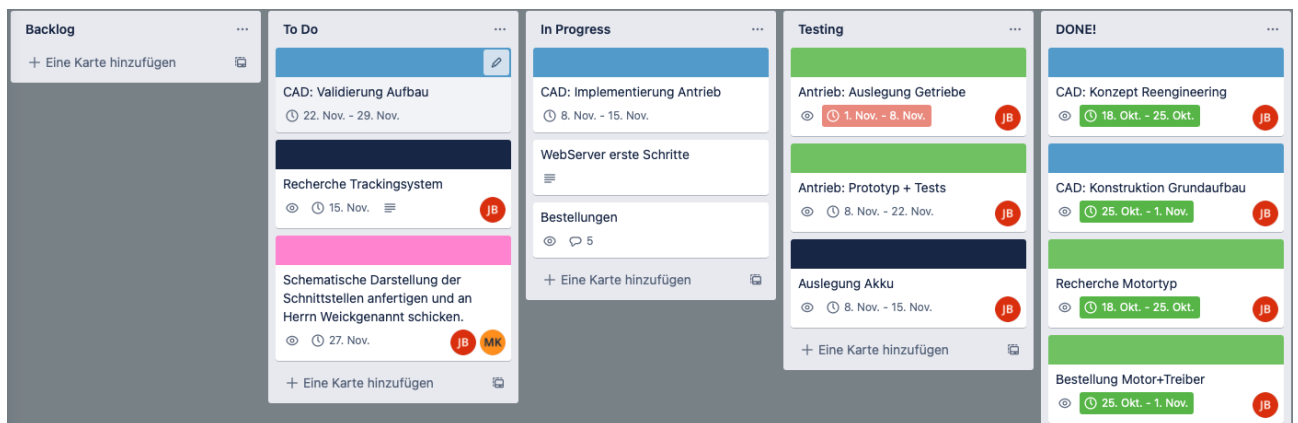 Backlog
+ Eine Karte hinzufügen
To Do
CAD: Validierung Aufbau
22. Nov. - 29. Nov.
Recherche Trackingsystem
15. Nov.
JB
Schematische Darstellung der
Schnittstellen anfertigen und an
Herrn Weickgenannt schicken.
27. Nov.
JB MK
+ Eine Karte hinzufügen
In Progress
CAD: Implementierung Antrieb
8. Nov. - 15. Nov.
WebServer erste Schritte
Bestellungen
5
+ Eine Karte hinzufügen
Testing
Antrieb: Auslegung Getriebe
1. Nov. - 8. Nov.
JB
Antrieb: Prototyp + Tests
8. Nov. - 22. Nov.
JB
Auslegung Akku
8. Nov. - 15. Nov.
JB
+ Eine Karte hinzufügen
DONE!
CAD: Konzept Reengineering
18. Okt. - 25. Okt.
JB
CAD: Konstruktion Grundaufbau
25. Okt. - 1. Nov.
JB
Recherche Motortyp
18. Okt. - 25. Okt.
JB
Bestellung Motor+Treiber
25. Okt. - 1. Nov.
JB